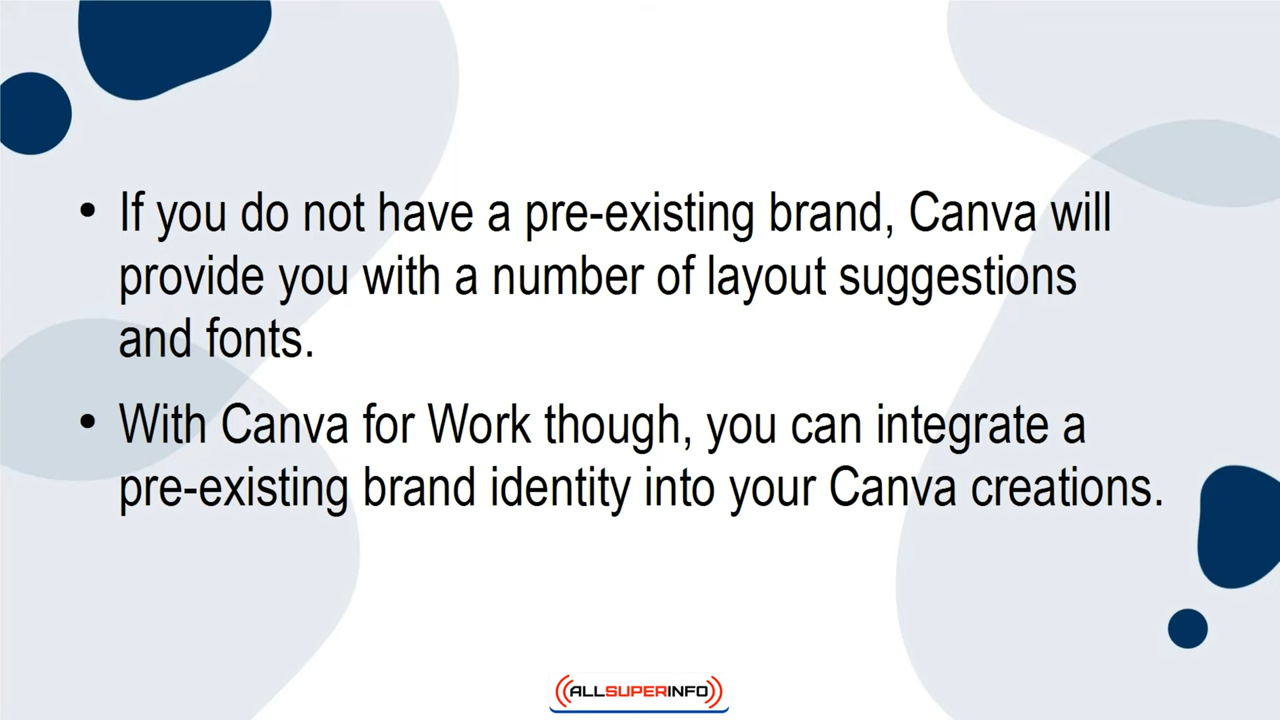 • If you do not have a pre-existing brand, Canva will
provide you with a number of layout suggestions
and fonts.
• With Canva for Work though, you can integrate a
pre-existing brand identity into your Canva creations.
ALLSUPERINFO